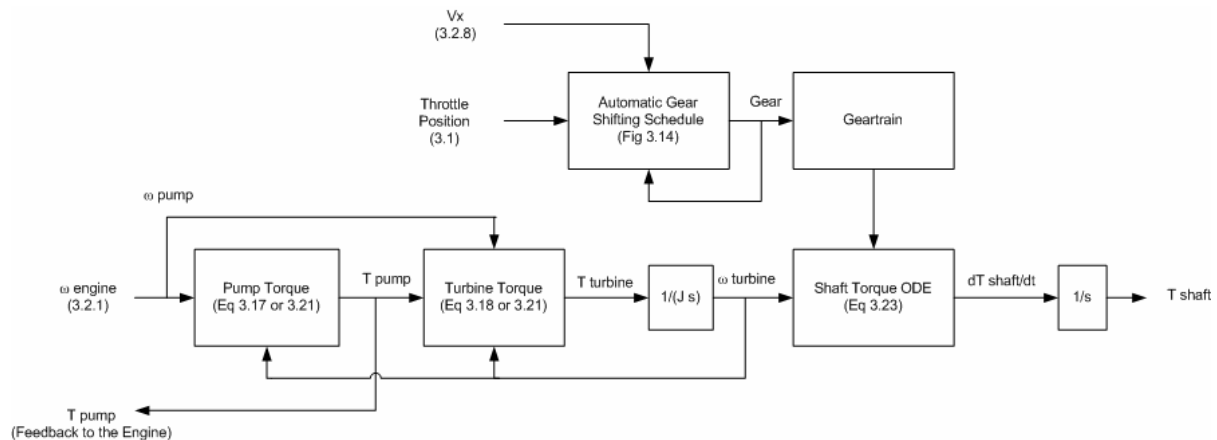 Vx
(3.2.8)
Throttle
Position
(3.1)
Automatic Gear
Shifting Schedule
(Fig 3.14)
Gear
Geartrain
ω pump
ω engine
(3.2.1)
Pump Torque
(Eq 3.17 or 3.21)
T pump
Turbine Torque
(Eq 3.18 or 3.21)
T turbine
1/(J s)
ω turbine
Shaft Torque ODE
(Eq 3.23)
dT shaft/dt
1/s
T shaft
T pump
(Feedback to the Engine)